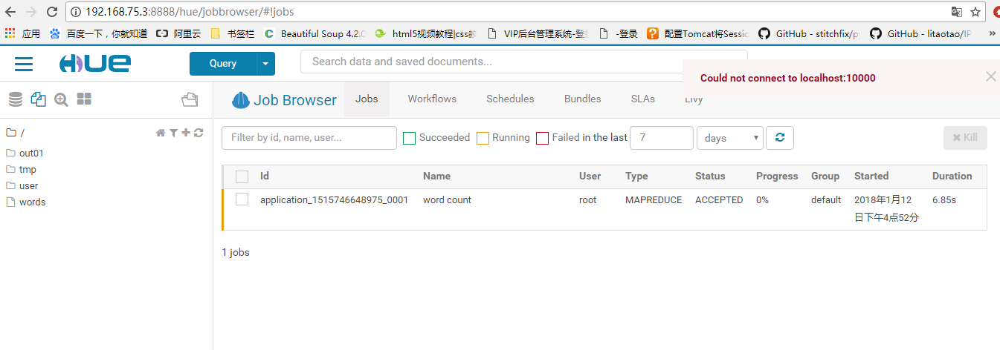 192.168.75.3:8888/hue/jobbrowser/#!jobs
应用 百度一下，你就知道 阿里云 书签栏 Beautiful Soup 4.2.0 html5视频教程|css教 VIP后台管理系统-登录 -登录 配置Tomcat将Sessio GitHub - stitchfix/py GitHub - litaotao/IP »
HUE Query Search data and saved documents...
Could not connect to localhost:10000
Job Browser Jobs Workflows Schedules Bundles SLAs Livy
/
out01
tmp
user
words
Filter by id, name, user... Succeeded Running Failed in the last 7 days Kill
Id Name User Type Status Progress Group Started Duration
application_1515746648975_0001 word count root MAPREDUCE ACCEPTED 0% default 2018年1月12 6.85s
日下午4点52分
1 jobs